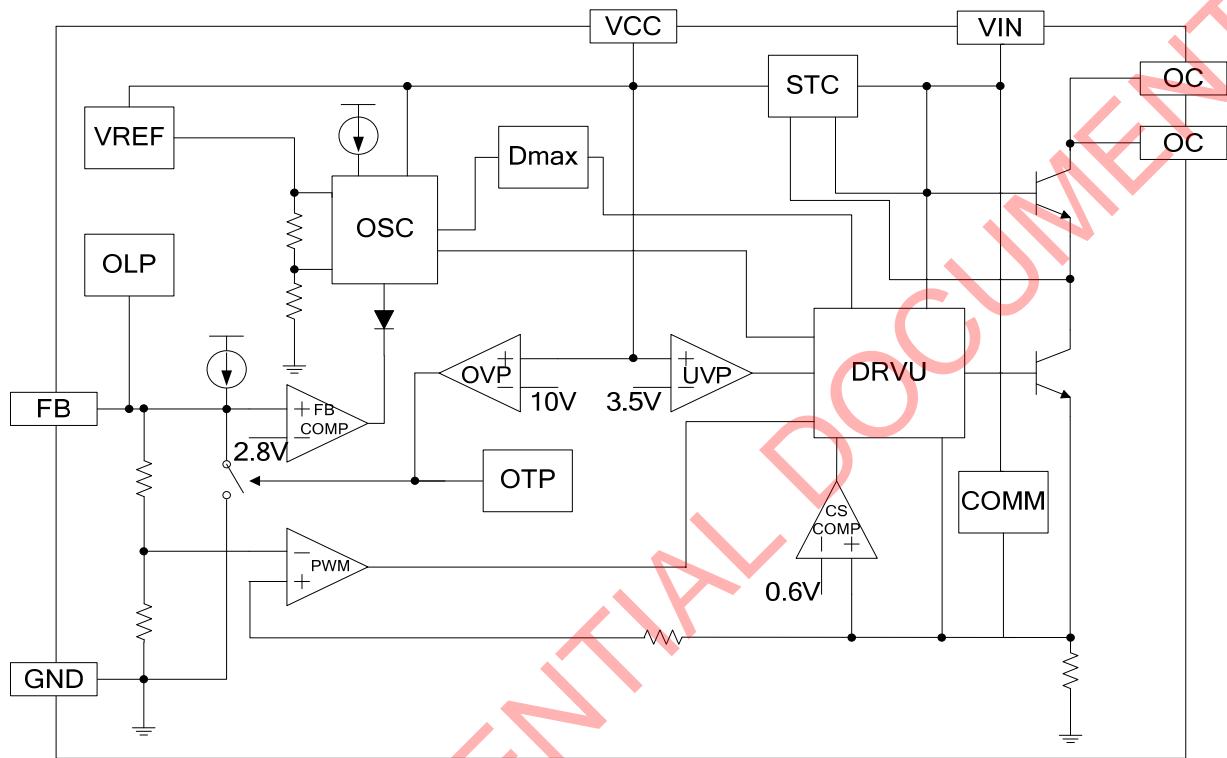 VCC
VIN
OC
STC
VREF
OC
Dmax
OSC
OLP
OVP
+
−
10V
3.5V
+
−
UVP
DRVU
FB
+
−
FB
COMP
2.8V
OTP
COMM
CS
COMP
−
+
0.6V
−
+
PWM
GND
ENTIAL DOCUMENT